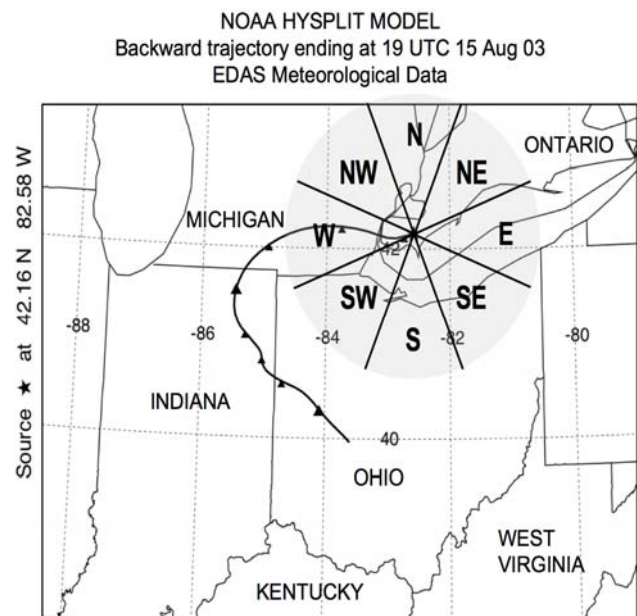 NOAA HYSPLIT MODEL
Backward trajectory ending at 19 UTC 15 Aug 03
EDAS Meteorological Data
Source ★ at 42.16 N 82.58 W
N
ONTARIO
NW
NE
MICHIGAN
W
E
42
SW
SE
-88
-86
-84
S
-82
-80
INDIANA
40
OHIO
WEST
VIRGINIA
KENTUCKY